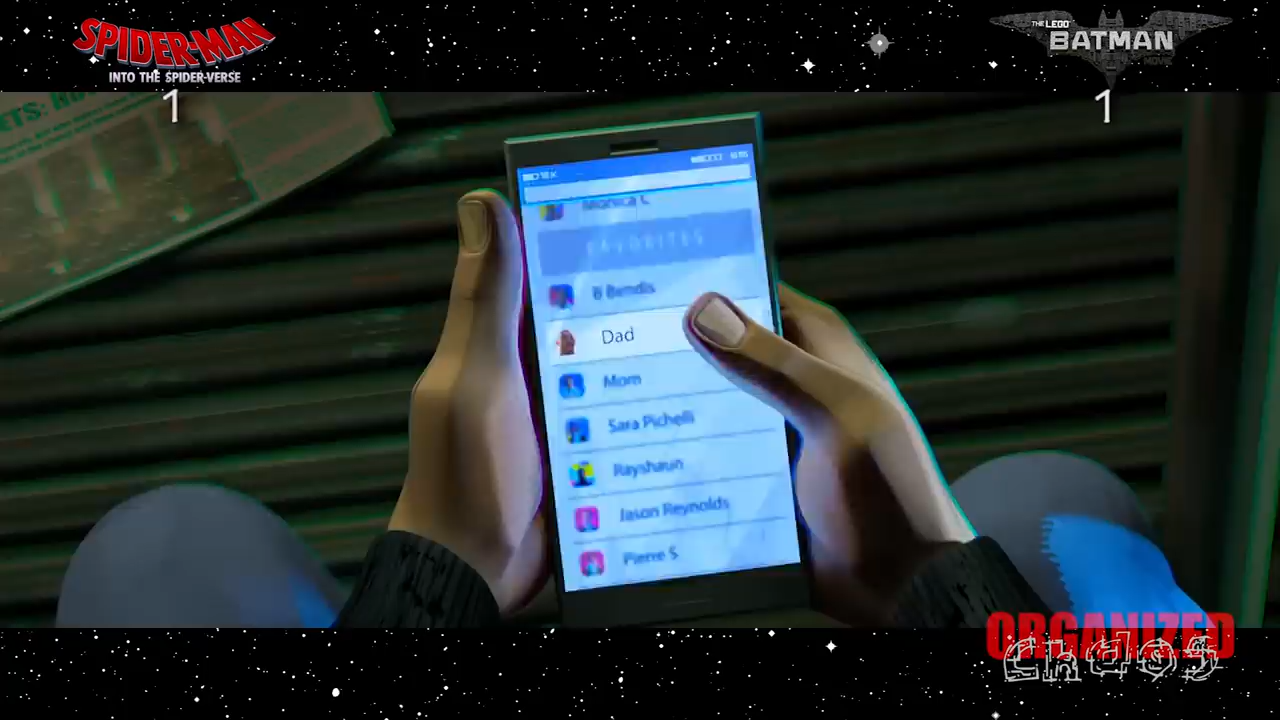 SPIDER-MAN
INTO THE SPIDER-VERSE
1
THE LEGO
BATMAN
MOVIE
1
Monica C
FAVORITES
B Bendis
Dad
Mom
Sara Pichelli
Rayshaun
Jason Reynolds
Pierre S
ORGANIZED
Chaos